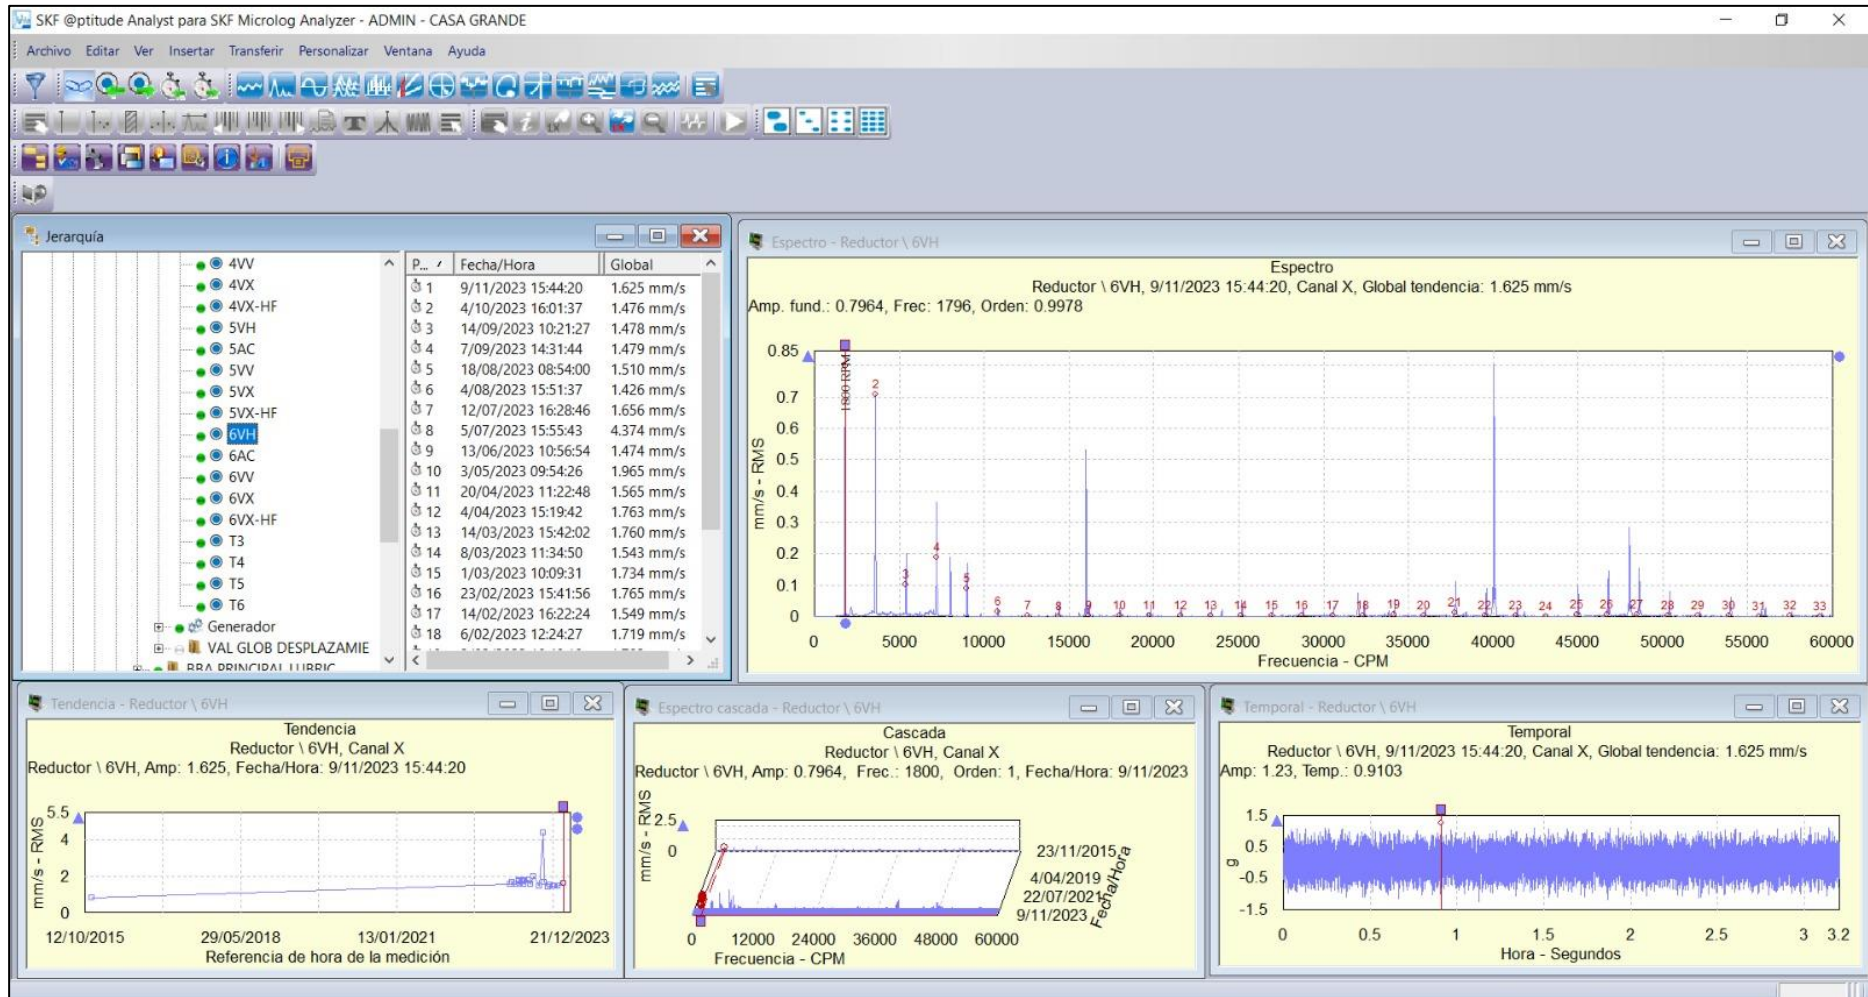 SKF @ptitude Analyst para SKF Microlog Analyzer - ADMIN - CASA GRANDE
Archivo Editar Ver Insertar Transferir Personalizar Ventana Ayuda
Jerarquía
4VV
4VX
4VX-HF
5VH
5AC
5VV
5VX
5VX-HF
6VH
6AC
6VV
6VX
6VX-HF
T3
T4
T5
T6
Generador
VAL GLOB DESPLAZAMIE
BBA PRINCIPAL LUBRIC
P... Fecha/Hora Global
1 9/11/2023 15:44:20 1.625 mm/s
2 4/10/2023 16:01:37 1.476 mm/s
3 14/09/2023 10:21:27 1.478 mm/s
4 7/09/2023 14:31:44 1.479 mm/s
5 18/08/2023 08:54:00 1.510 mm/s
6 4/08/2023 15:51:37 1.426 mm/s
7 12/07/2023 16:28:46 1.656 mm/s
8 5/07/2023 15:55:43 4.374 mm/s
9 13/06/2023 10:56:54 1.474 mm/s
10 3/05/2023 09:54:26 1.965 mm/s
11 20/04/2023 11:22:48 1.565 mm/s
12 4/04/2023 15:19:42 1.763 mm/s
13 14/03/2023 15:42:02 1.760 mm/s
14 8/03/2023 11:34:50 1.543 mm/s
15 1/03/2023 10:09:31 1.734 mm/s
16 23/02/2023 15:41:56 1.765 mm/s
17 14/02/2023 16:22:24 1.549 mm/s
18 6/02/2023 12:24:27 1.719 mm/s
Espectro - Reductor \ 6VH
Espectro
Reductor \ 6VH, 9/11/2023 15:44:20, Canal X, Global tendencia: 1.625 mm/s
Amp. fund.: 0.7964, Frec: 1796, Orden: 0.9978
mm/s - RMS
0.85
0.7
0.6
0.5
0.4
0.3
0.2
0.1
0
1800 RPM
2
3
4
5
6 7 8 9 10 11 12 13 14 15 16 17 18 19 20 21 22 23 24 25 26 27 28 29 30 31 32 33
0 5000 10000 15000 20000 25000 30000 35000 40000 45000 50000 55000 60000
Frecuencia - CPM
Tendencia - Reductor \ 6VH
Tendencia
Reductor \ 6VH, Canal X
Reductor \ 6VH, Amp: 1.625, Fecha/Hora: 9/11/2023 15:44:20
mm/s - RMS
5.5
4
2
0
12/10/2015 29/05/2018 13/01/2021 21/12/2023
Referencia de hora de la medición
Espectro cascada - Reductor \ 6VH
Cascada
Reductor \ 6VH, Canal X
Reductor \ 6VH, Amp: 0.7964, Frec.: 1800, Orden: 1, Fecha/Hora: 9/11/2023
mm/s - RMS
2.5
0
23/11/2015
4/04/2019
22/07/2021
9/11/2023
Fecha/Hora
0 12000 24000 36000 48000 60000
Frecuencia - CPM
Temporal - Reductor \ 6VH
Temporal
Reductor \ 6VH, 9/11/2023 15:44:20, Canal X, Global tendencia: 1.625 mm/s
Amp: 1.23, Temp.: 0.9103
g
1.5
0.5
-0.5
-1.5
0 0.5 1 1.5 2 2.5 3 3.2
Hora - Segundos